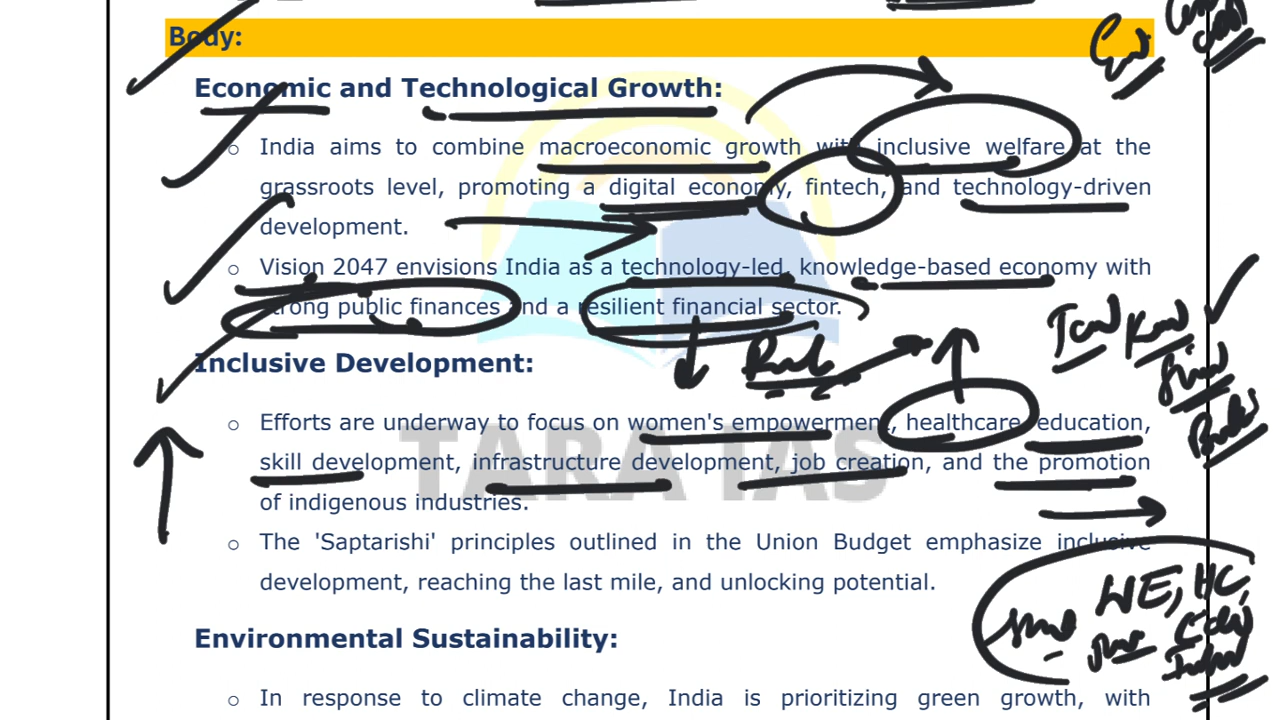 Body:
Economic and Technological Growth:
o India aims to combine macroeconomic growth with inclusive welfare at the
grassroots level, promoting a digital economy, fintech, and technology-driven
development.
o Vision 2047 envisions India as a technology-led, knowledge-based economy with
strong public finances and a resilient financial sector.
Inclusive Development:
o Efforts are underway to focus on women's empowerment, healthcare, education,
skill development, infrastructure development, job creation, and the promotion
of indigenous industries.
TARA IAS
o The 'Saptarishi' principles outlined in the Union Budget emphasize inclusive
development, reaching the last mile, and unlocking potential.
WE, HC,
Environmental Sustainability:
o In response to climate change, India is prioritizing green growth, with